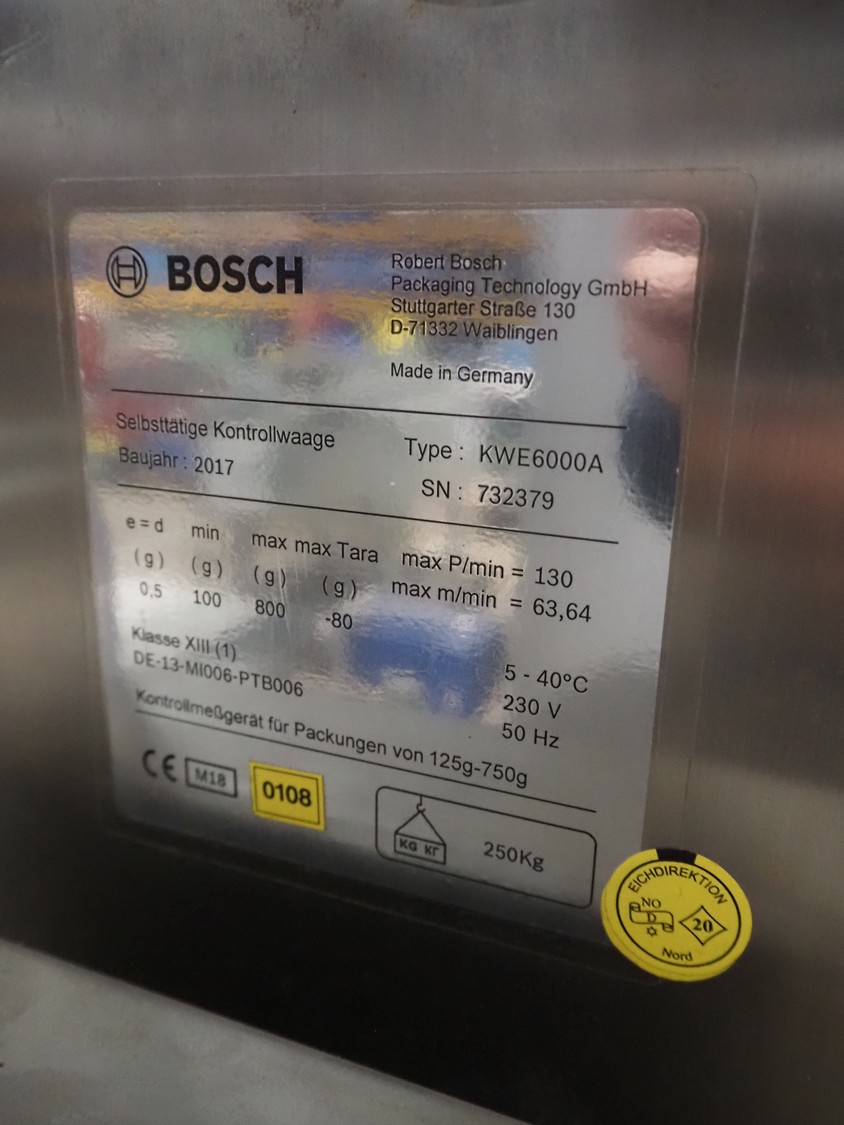 BOSCH
Robert Bosch
Packaging Technology GmbH
Stuttgarter Straße 130
D-71332 Waiblingen
Made in Germany
Selbsttätige Kontrollwaage
Baujahr : 2017
Type : KWE6000A
SN : 732379
e = d min max max Tara
(g) (g) (g) (g)
0,5 100 800 -80
max P/min = 130
max m/min = 63,64
Klasse XIII (1)
DE-13-MI006-PTB006
5 - 40°C
230 V
50 Hz
Kontrollmeßgerät für Packungen von 125g-750g
CE M18 0108
KG КГ
250Kg
EICHDIREKTION
NO
D
20
Nord